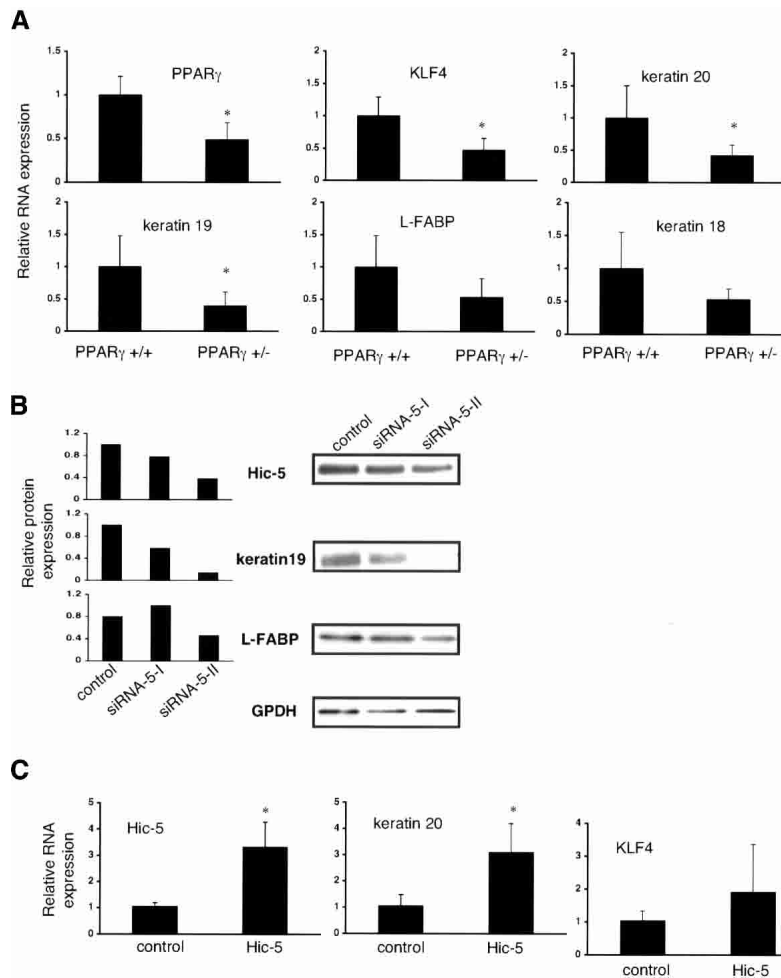 A
Relative RNA expression
PPARγ
1.5
1
0.5
0
*
KLF4
2
1.5
1
0.5
0
*
keratin 20
2
1.5
1
0.5
0
*
keratin 19
2
1.5
1
0.5
0
*
PPARγ +/+ PPARγ +/-
L-FABP
2
1.5
1
0.5
0
PPARγ +/+ PPARγ +/-
keratin 18
2
1.5
1
0.5
0
PPARγ +/+ PPARγ +/-
B
Relative protein
expression
1.2
0.8
0.4
0
1.2
0.8
0.4
0
1.2
0.8
0.4
0
control siRNA-5-I siRNA-5-II
control siRNA-5-I siRNA-5-II
Hic-5
keratin19
L-FABP
GPDH
C
Relative RNA
expression
Hic-5
5
4
3
2
1
0
*
control Hic-5
keratin 20
5
4
3
2
1
0
*
control Hic-5
KLF4
4
3
2
1
0
control Hic-5